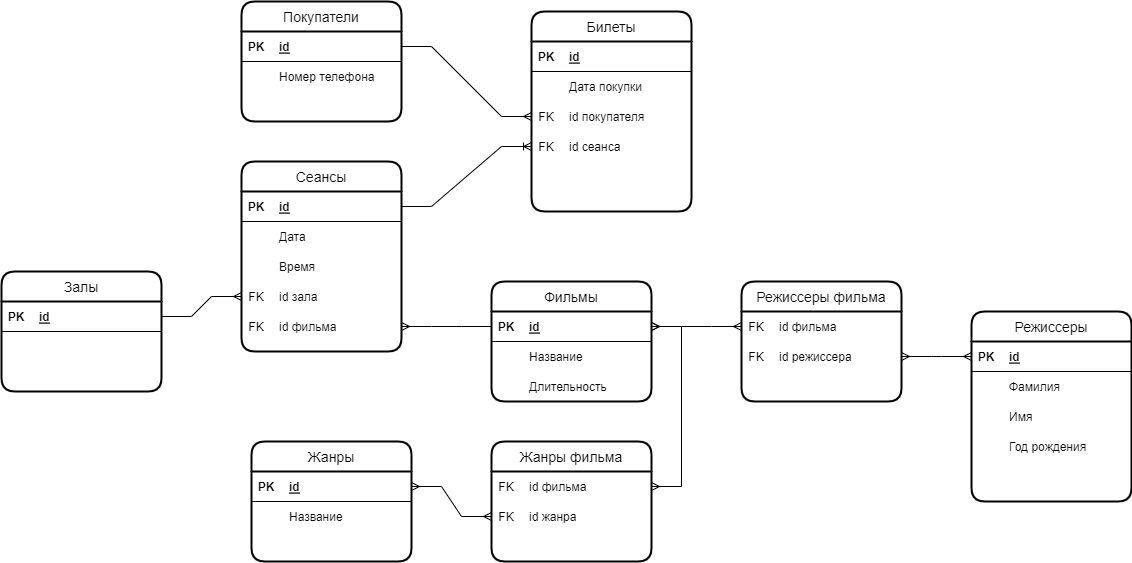 Покупатели
PK id
Номер телефона
Билеты
PK id
Дата покупки
FK id покупателя
FK id сеанса
Сеансы
PK id
Дата
Время
FK id зала
FK id фильма
Залы
PK id
Фильмы
PK id
Название
Длительность
Режиссеры фильма
FK id фильма
FK id режиссера
Режиссеры
PK id
Фамилия
Имя
Год рождения
Жанры
PK id
Название
Жанры фильма
FK id фильма
FK id жанра